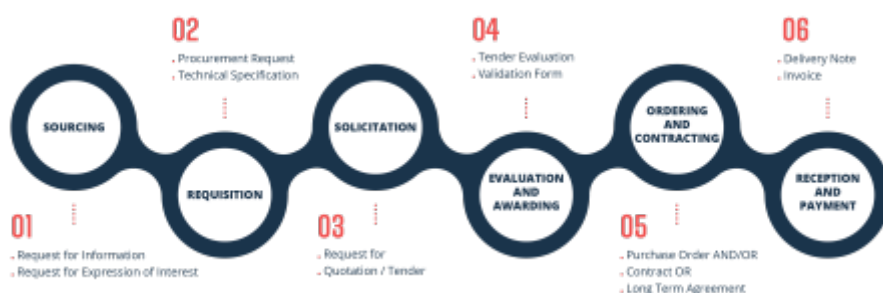 02
Procurement Request
Technical Specification
04
Tender Evaluation
Validation Form
06
Delivery Note
Invoice
SOURCING
REQUISITION
SOLICITATION
EVALUATION
AND
AWARDING
ORDERING
AND
CONTRACTING
RECEPTION
AND
PAYMENT
01
Request for Information
Request for Expression of Interest
03
Request for
Quotation / Tender
05
Purchase Order AND/OR
Contract OR
Long Term Agreement